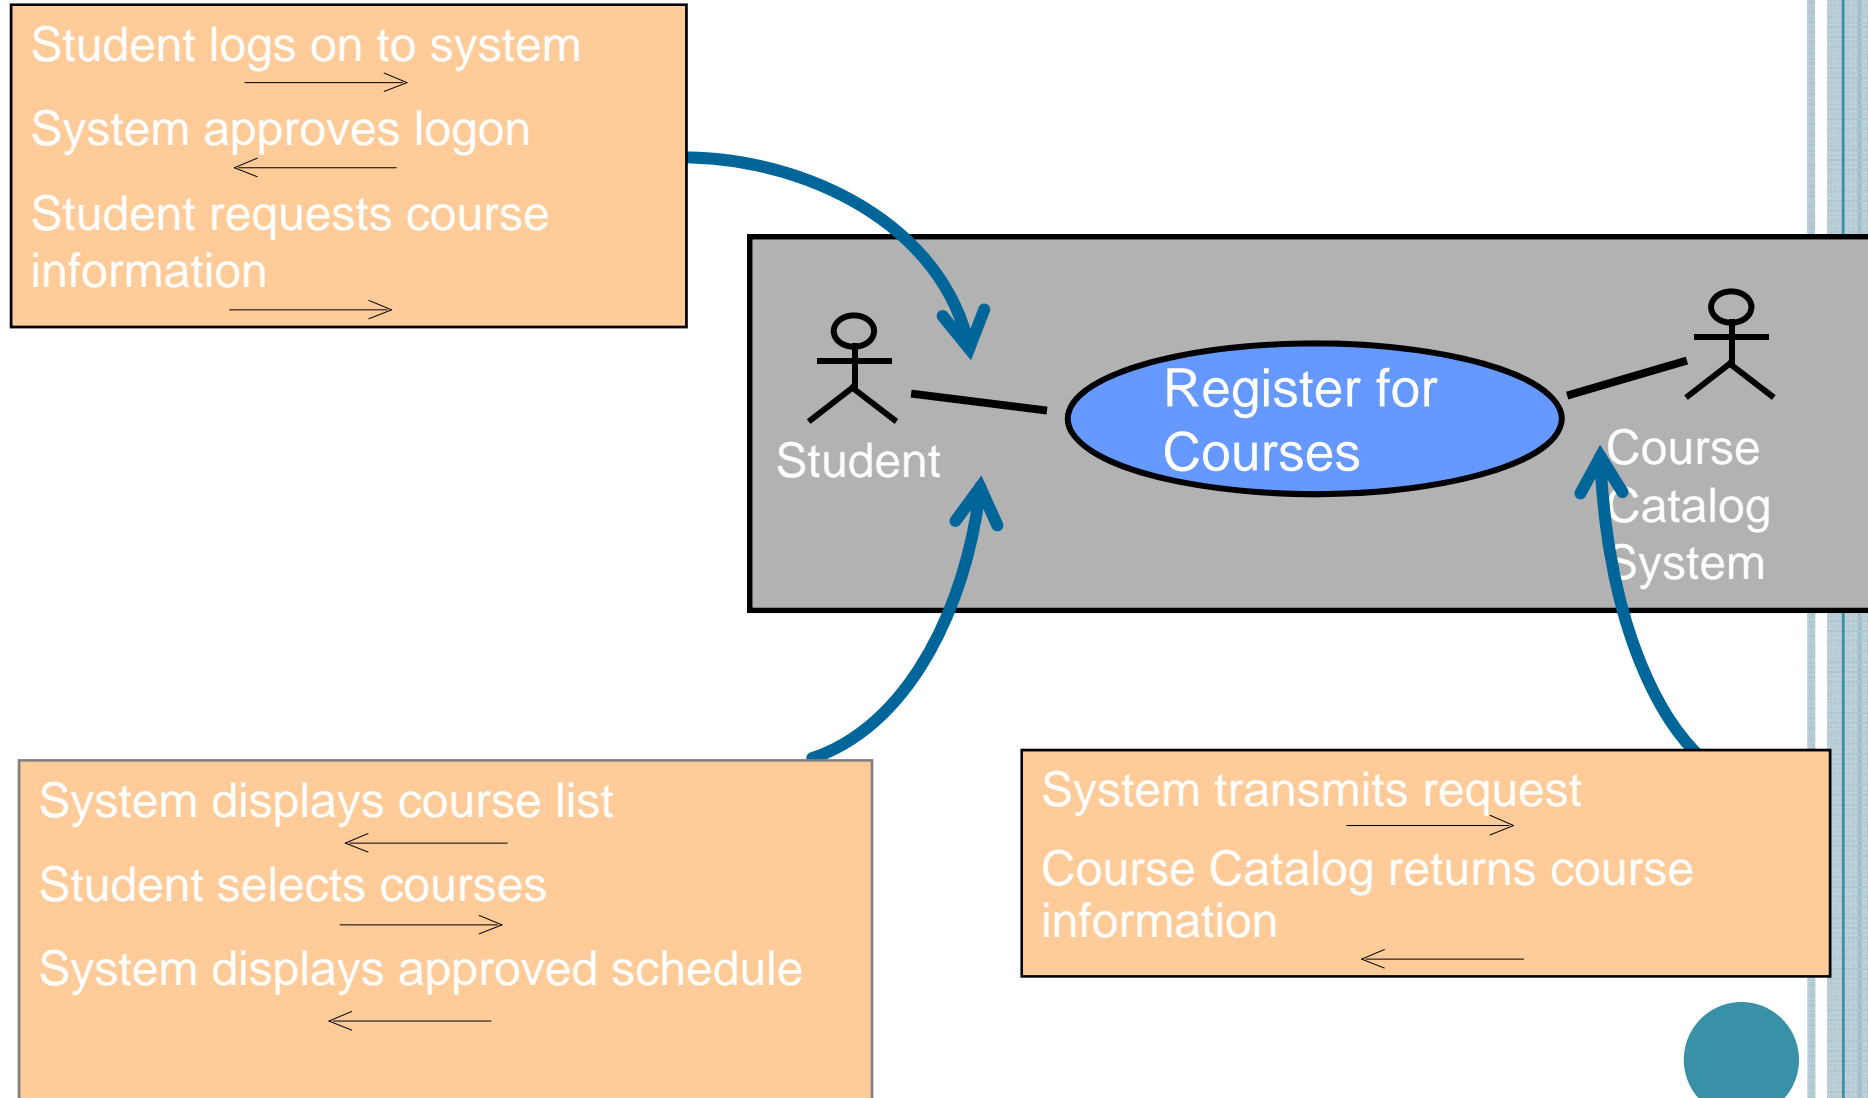 Student logs on to system
System approves logon
Student requests course
information
Student
Register for
Courses
Course
Catalog
System
System displays course list
Student selects courses
System displays approved schedule
System transmits request
Course Catalog returns course
information